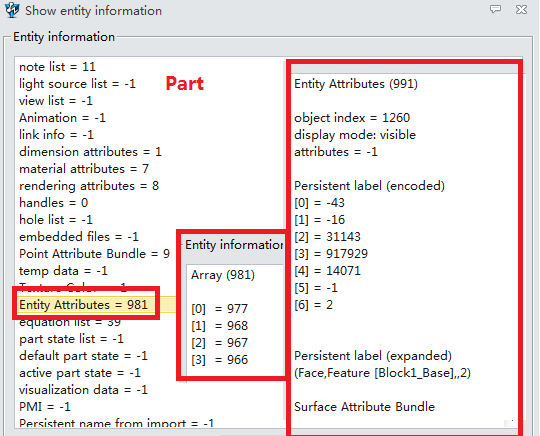 Show entity information
Entity information
note list = 11
light source list = -1
view list = -1
Animation = -1
link info = -1
dimension attributes = 1
material attributes = 7
rendering attributes = 8
handles = 0
hole list = -1
embedded files = -1
Point Attribute Bundle = 9
temp data = -1
Texture Color = -1
Entity Attributes = 981
equation list = 39
part state list = -1
default part state = -1
active part state = -1
visualization data = -1
PMI = -1
Persistent name from import = -1
Part
Entity information
Array (981)
[0] = 977
[1] = 968
[2] = 967
[3] = 966
Entity Attributes (991)
object index = 1260
display mode: visible
attributes = -1
Persistent label (encoded)
[0] = -43
[1] = -16
[2] = 31143
[3] = 917929
[4] = 14071
[5] = -1
[6] = 2
Persistent label (expanded)
(Face,Feature [Block1_Base],,2)
Surface Attribute Bundle